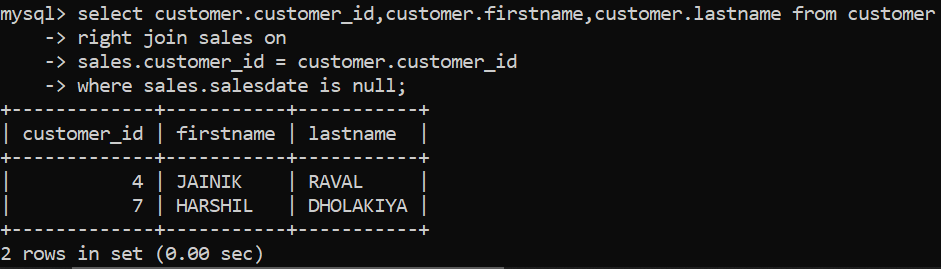 mysql> select customer.customer_id,customer.firstname,customer.lastname from customer
    -> right join sales on
    -> sales.customer_id = customer.customer_id
    -> where sales.salesdate is null;
+-------------+-----------+-----------+
| customer_id | firstname | lastname  |
+-------------+-----------+-----------+
|           4 | JAINIK    | RAVAL     |
|           7 | HARSHIL   | DHOLAKIYA |
+-------------+-----------+-----------+
2 rows in set (0.00 sec)